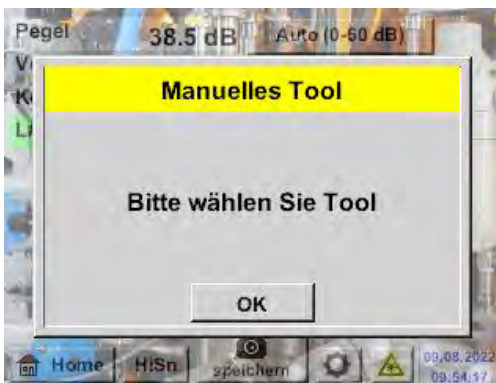 Pegel 38.5 dB Auto (0-60 dB)
Manuelles Tool
Bitte wählen Sie Tool
OK
Home HiSn speichern 09.08.2022
09:54:17